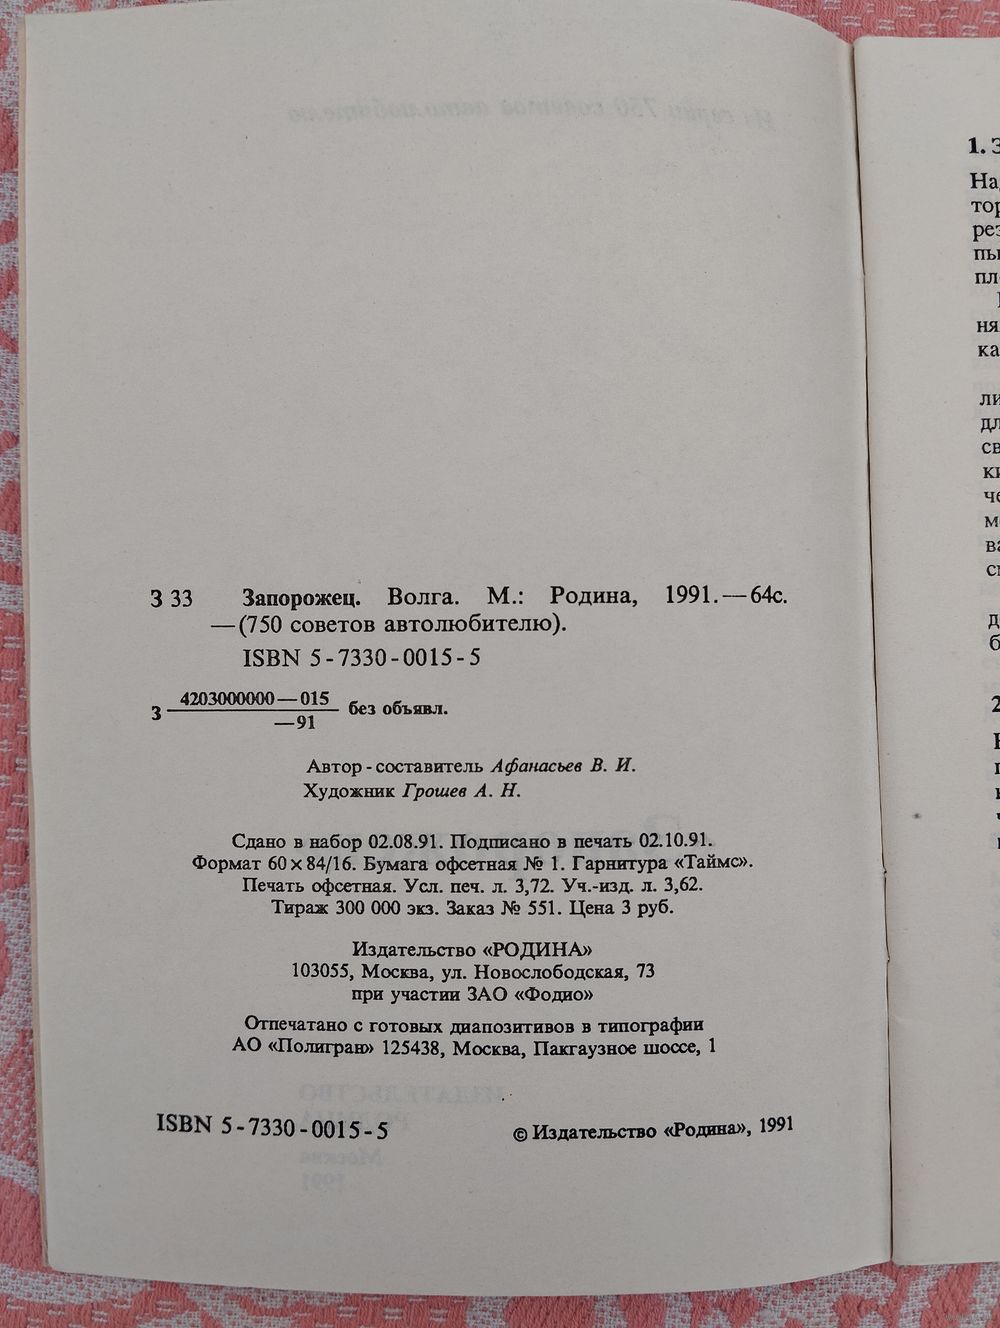 З 33 Запорожец. Волга. М.: Родина, 1991.—64с.
—(750 советов автолюбителю).
ISBN 5-7330-0015-5
З 4203000000—015
—91 без объявл.
Автор-составитель Афанасьев В. И.
Художник Грошев А. Н.
Сдано в набор 02.08.91. Подписано в печать 02.10.91.
Формат 60×84/16. Бумага офсетная № 1. Гарнитура «Таймс».
Печать офсетная. Усл. печ. л. 3,72. Уч.-изд. л. 3,62.
Тираж 300 000 экз. Заказ № 551. Цена 3 руб.
Издательство «РОДИНА»
103055, Москва, ул. Новослободская, 73
при участии ЗАО «Фодио»
Отпечатано с готовых диапозитивов в типографии
АО «Полигран» 125438, Москва, Пакгаузное шоссе, 1
ISBN 5-7330-0015-5
© Издательство «Родина», 1991
1.